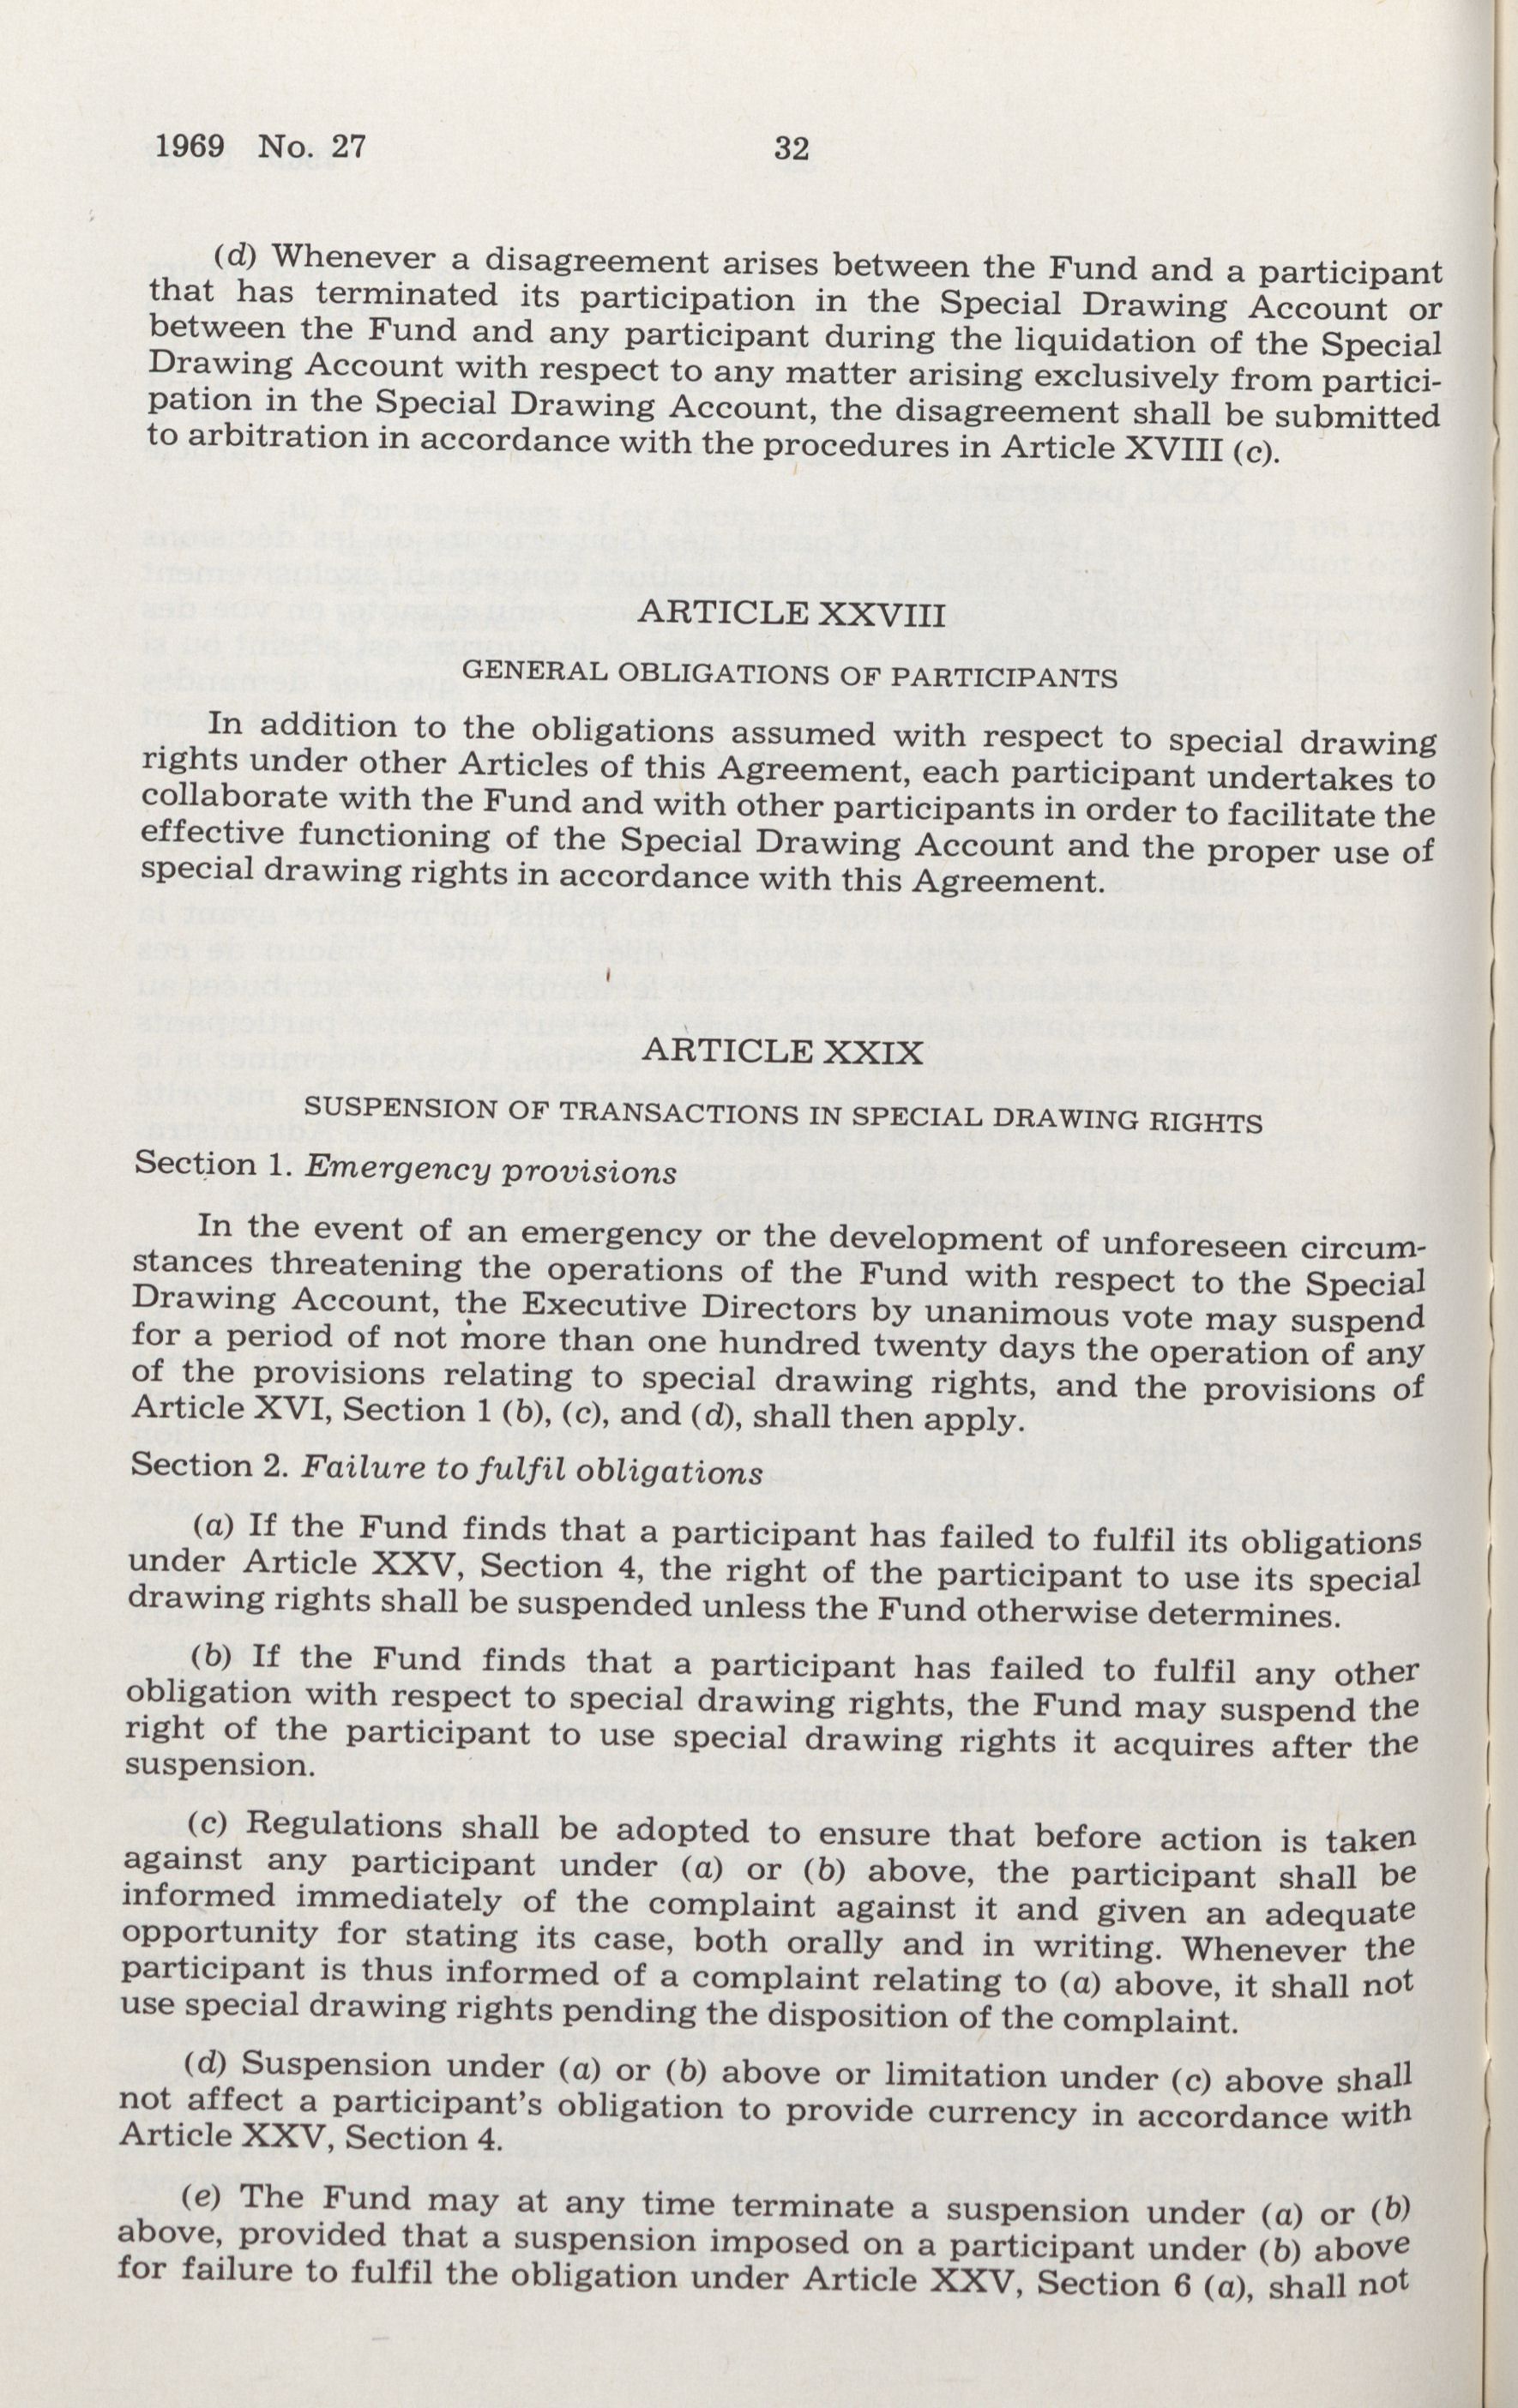 1969 No. 27
32
(d) Whenever a disagreement arises between the Fund and a participant
that has terminated its participation in the Special Drawing Account or
between the Fund and any participant during the liquidation of the Special
Drawing Account with respect to any matter arising exclusively from partici-
pation in the Special Drawing Account, the disagreement shall be submitted
to arbitration in accordance with the procedures in Article XVIII (c).
ARTICLE XXVIII
GENERAL OBLIGATIONS OF PARTICIPANTS
In addition to the obligations assumed with respect to special drawing
rights under other Articles of this Agreement, each participant undertakes to
collaborate with the Fund and with other participants in order to facilitate the
effective functioning of the Special Drawing Account and the proper use of
special drawing rights in accordance with this Agreement.
ARTICLE XXIX
SUSPENSION OF TRANSACTIONS IN SPECIAL DRAWING RIGHTS
Section 1. Emergency provisions
In the event of an emergency or the development of unforeseen circum-
stances threatening the operations of the Fund with respect to the Special
Drawing Account, the Executive Directors by unanimous vote may suspend
for a period of not more than one hundred twenty days the operation of any
of the provisions relating to special drawing rights, and the provisions of
Article XVI, Section 1 (b), (c), and (d), shall then apply.
Section 2. Failure to fulfil obligations
(a) If the Fund finds that a participant has failed to fulfil its obligations
under Article XXV, Section 4, the right of the participant to use its special
drawing rights shall be suspended unless the Fund otherwise determines.
(b) If the Fund finds that a participant has failed to fulfil any other
obligation with respect to special drawing rights, the Fund may suspend the
right of the participant to use special drawing rights it acquires after the
suspension.
(c) Regulations shall be adopted to ensure that before action is taken
against any participant under (a) or (b) above, the participant shall be
informed immediately of the complaint against it and given an adequate
opportunity for stating its case, both orally and in writing. Whenever the
participant is thus informed of a complaint relating to (a) above, it shall not
use special drawing rights pending the disposition of the complaint.
(d) Suspension under (a) or (b) above or limitation under (c) above shall
not affect a participant's obligation to provide currency in accordance with
Article XXV, Section 4.
(e) The Fund may at any time terminate a suspension under (a) or (b)
above, provided that a suspension imposed on a participant under (b) above
for failure to fulfil the obligation under Article XXV, Section 6 (a), shall not